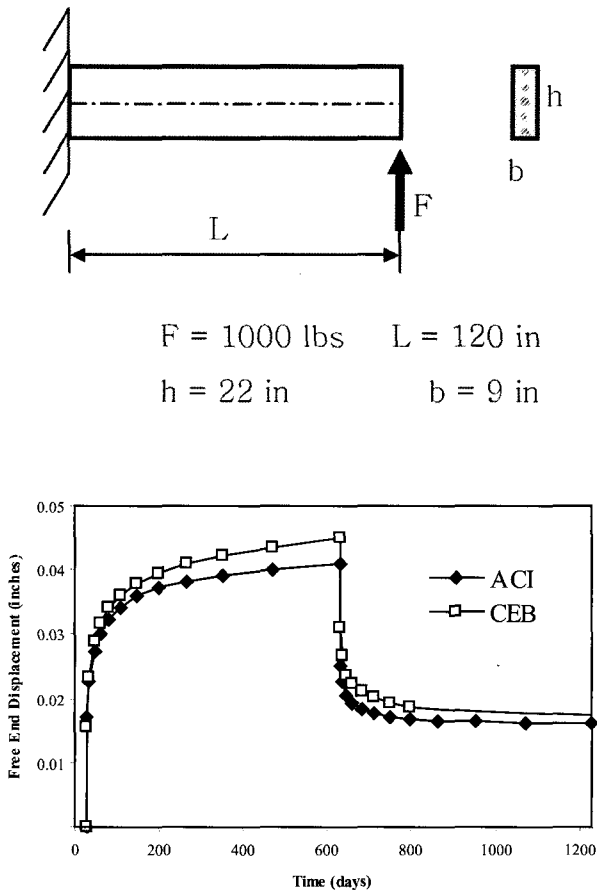 h
b
F
L
F = 1000 lbs L = 120 in
h = 22 in b = 9 in
0.05
0.04
0.03
0.02
0.01
Free End Displacement (inches)
ACI
CEB
0 200 400 600 800 1000 1200
Time (days)